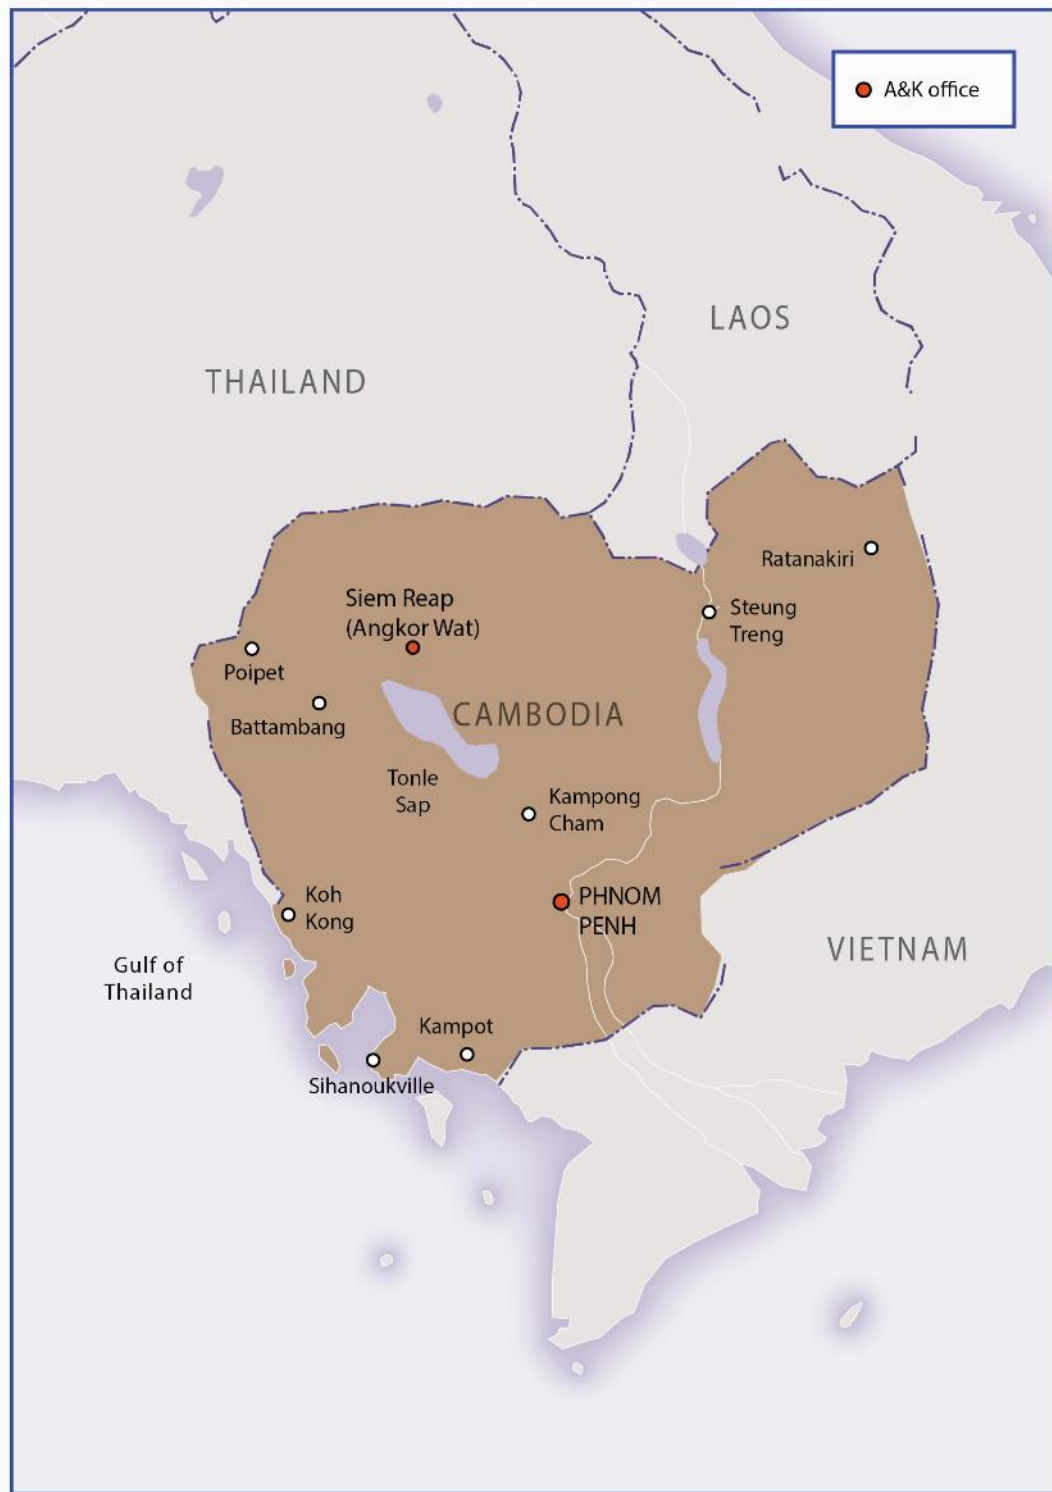 A&K office
LAOS
THAILAND
Ratanakiri
Siem Reap
(Angkor Wat)
Steung
Treng
Poipet
Battambang
CAMBODIA
Tonle
Sap
Kampong
Cham
Koh
Kong
PHNOM
PENH
VIETNAM
Gulf of
Thailand
Kampot
Sihanoukville